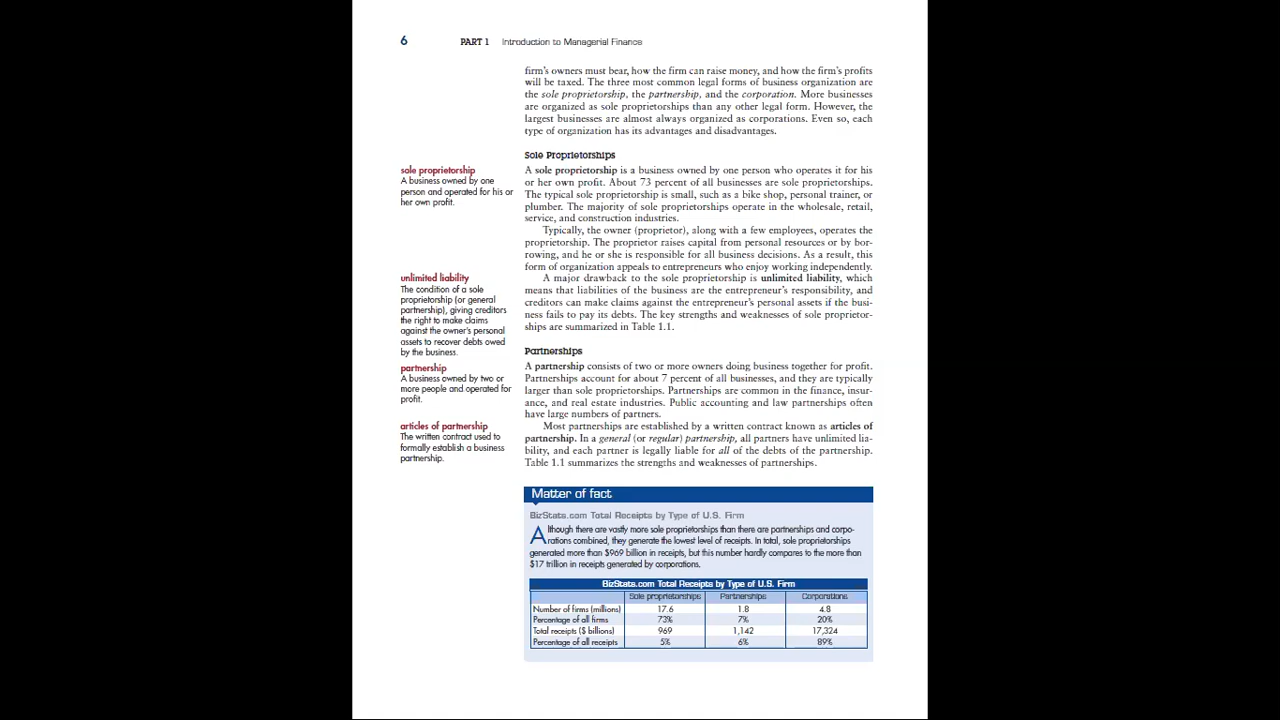 6 PART 1 Introduction to Managerial Finance
firm's owners must bear, how the firm can raise money, and how the firm's profits
will be taxed. The three most common legal forms of business organization are
the sole proprietorship, the partnership, and the corporation. More businesses
are organized as sole proprietorships than any other legal form. However, the
largest businesses are almost always organized as corporations. Even so, each
type of organization has its advantages and disadvantages.
Sole Proprietorships
sole proprietorship
A business owned by one
person and operated for his or
her own profit.
A sole proprietorship is a business owned by one person who operates it for his
or her own profit. About 73 percent of all businesses are sole proprietorships.
The typical sole proprietorship is small, such as a bike shop, personal trainer, or
plumber. The majority of sole proprietorships operate in the wholesale, retail,
service, and construction industries.
Typically, the owner (proprietor), along with a few employees, operates the
proprietorship. The proprietor raises capital from personal resources or by bor-
rowing, and he or she is responsible for all business decisions. As a result, this
form of organization appeals to entrepreneurs who enjoy working independently.
unlimited liability
The condition of a sole
proprietorship (or general
partnership), giving creditors
the right to make claims
against the owner's personal
assets to recover debts owed
by the business.
A major drawback to the sole proprietorship is unlimited liability, which
means that liabilities of the business are the entrepreneur's responsibility, and
creditors can make claims against the entrepreneur's personal assets if the busi-
ness fails to pay its debts. The key strengths and weaknesses of sole proprietor-
ships are summarized in Table 1.1.
Partnerships
partnership
A business owned by two or
more people and operated for
profit.
A partnership consists of two or more owners doing business together for profit.
Partnerships account for about 7 percent of all businesses, and they are typically
larger than sole proprietorships. Partnerships are common in the finance, insur-
ance, and real estate industries. Public accounting and law partnerships often
have large numbers of partners.
articles of partnership
The written contract used to
formally establish a business
partnership.
Most partnerships are established by a written contract known as articles of
partnership. In a general (or regular) partnership, all partners have unlimited lia-
bility, and each partner is legally liable for all of the debts of the partnership.
Table 1.1 summarizes the strengths and weaknesses of partnerships.
Matter of fact
BizStats.com Total Receipts by Type of U.S. Firm
Although there are vastly more sole proprietorships than there are partnerships and corpo-
rations combined, they generate the lowest level of receipts. In total, sole proprietorships
generated more than $969 billion in receipts, but this number hardly compares to the more than
$17 trillion in receipts generated by corporations.
BizStats.com Total Receipts by Type of U.S. Firm
Sole proprietorships Partnerships Corporations
Number of firms (millions) 17.6 1.8 4.8
Percentage of all firms 73% 7% 20%
Total receipts ($ billions) 969 1,142 17,324
Percentage of all receipts 5% 6% 89%